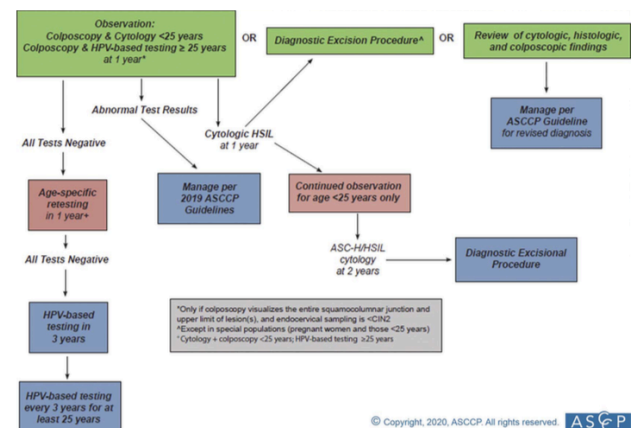 Observation:
Colposcopy & Cytology <25 years
Colposcopy & HPV-based testing ≥ 25 years
at 1 year*
OR
Diagnostic Excision Procedure^
OR
Review of cytologic, histologic,
and colposcopic findings
Abnormal Test Results
Manage per
ASCCP Guideline
for revised diagnosis
All Tests Negative
Cytologic HSIL
at 1 year
Age-specific
retesting
in 1 year+
Manage per
2019 ASCCP
Guidelines
Continued observation
for age <25 years only
All Tests Negative
ASC-H/HSIL
cytology
at 2 years
Diagnostic Excisional
Procedure
HPV-based
testing in
3 years
*Only if colposcopy visualizes the entire squamocolumnar junction and
upper limit of lesion(s), and endocervical sampling is <CIN2
^Except in special populations (pregnant women and those <25 years)
+Cytology + colposcopy <25 years; HPV-based testing ≥25 years
HPV-based testing
every 3 years for at
least 25 years
© Copyright, 2020, ASCCP. All rights reserved.
ASCCP